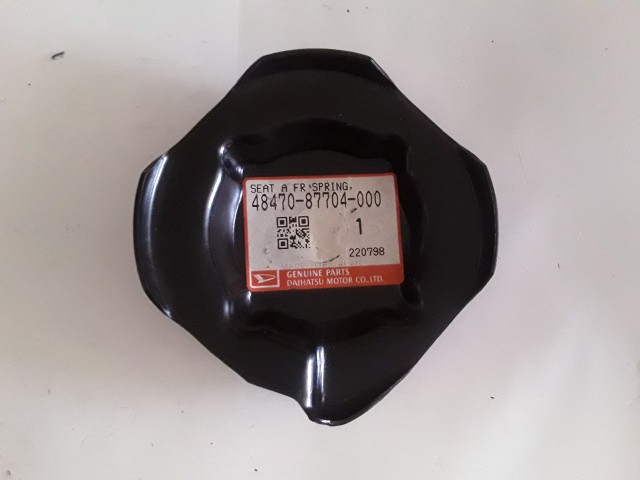 SEAT A FR SPRING,
48470-87704-000
1
220798
GENUINE PARTS
DAIHATSU MOTOR CO.,LTD.